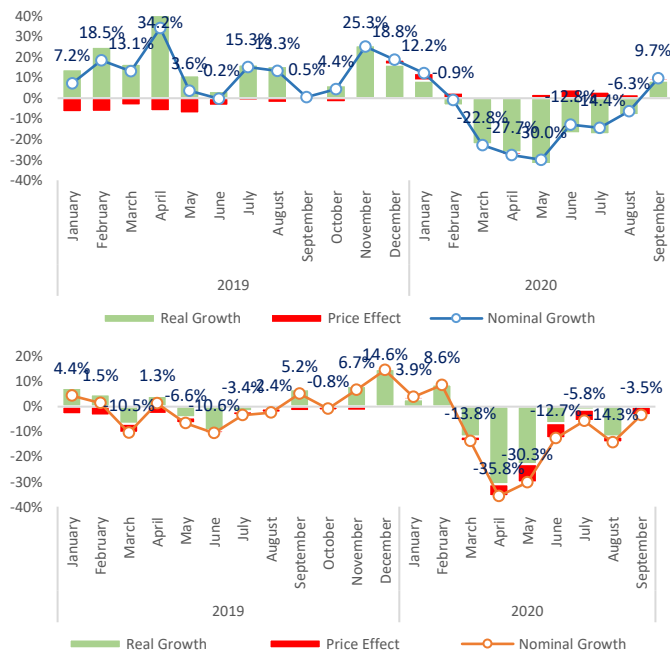 40%
30%
20%
10%
0%
-10%
-20%
-30%
-40%
7.2%
18.5%
13.1%
34.2%
3.6%
-0.2%
15.3%
13.3%
0.5%
4.4%
25.3%
18.8%
12.2%
-0.9%
-22.8%
-27.7%
-30.0%
-12.8%
-14.4%
-6.3%
9.7%
January
February
March
April
May
June
July
August
September
October
November
December
January
February
March
April
May
June
July
August
September
2019
2020
Real Growth
Price Effect
Nominal Growth
20%
10%
0%
-10%
-20%
-30%
-40%
4.4%
1.5%
-10.5%
1.3%
-6.6%
-10.6%
-3.4%
-2.4%
5.2%
-0.8%
6.7%
14.6%
3.9%
8.6%
-13.8%
-35.8%
-30.3%
-12.7%
-5.8%
-14.3%
-3.5%
January
February
March
April
May
June
July
August
September
October
November
December
January
February
March
April
May
June
July
August
September
2019
2020
Real Growth
Price Effect
Nominal Growth